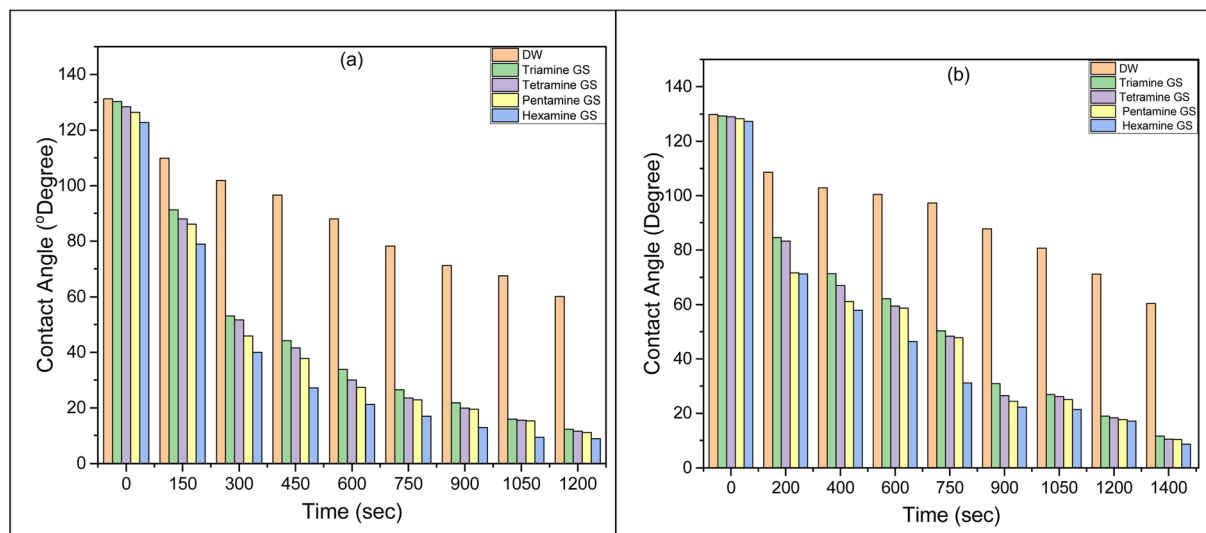 (a)
DW
Triamine GS
Tetramine GS
Pentamine GS
Hexamine GS
140
120
100
80
60
40
20
0
Contact Angle (⁰Degree)
0 150 300 450 600 750 900 1050 1200
Time (sec)
(b)
DW
Triamine GS
Tetramine GS
Pentamine GS
Hexamine GS
140
120
100
80
60
40
20
0
Contact Angle (Degree)
0 200 400 600 750 900 1050 1200 1400
Time (sec)